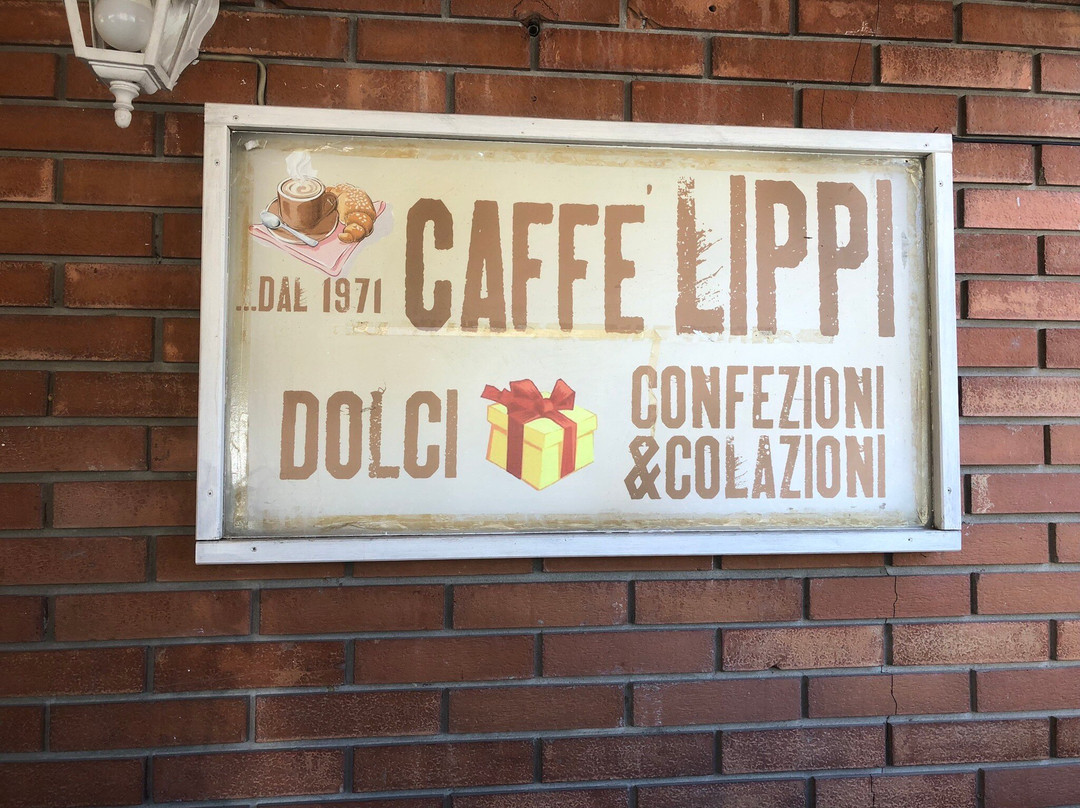 ...DAL 1971
CAFFE' LIPPI
DOLCI
CONFEZIONI
&COLAZIONI